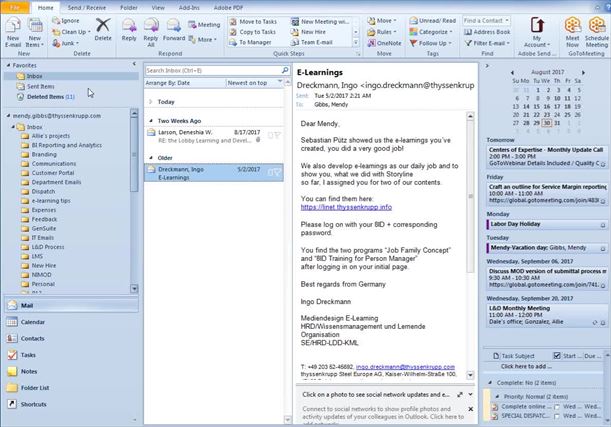 File
Home
Send / Receive
Folder
View
Add-Ins
Adobe PDF
New E-mail
New Items
New
Ignore
Clean Up
Junk
Delete
Delete
Reply
Reply All
Forward
Meeting
More
Respond
Move to Tasks
Copy to Tasks
To Manager
New Meeting wi...
New Hire
Team E-mail
Quick Steps
Move
Rules
OneNote
Move
Unread/ Read
Categorize
Follow Up
Tags
Find a Contact
Address Book
Filter E-mail
Find
My Account
Adobe Send ...
Meet Now
Schedule Meeting
GoToMeeting
Favorites
Inbox
Sent Items
Deleted Items (11)
mendy.gibbs@thyssenkrupp.com
Inbox
Allie's projects
BI Reporting and Analytics
Branding
Communications
Customer Portal
Department Emails
Dispatch
e-learning tips
Expenses
Feedback
GenSuite
IT Emails
L&D Process
LMS
New Hire
NIMOD
Personal
Mail
Calendar
Contacts
Tasks
Notes
Folder List
Shortcuts
Search Inbox (Ctrl+E)
Arrange By: Date
Newest on top
Today
Two Weeks Ago
Larson, Deneshia W. 8/17/2017
RE: the Lobby Learning and Devel...
Older
Dreckmann, Ingo 5/2/2017
E-Learnings
E-Learnings
Dreckmann, Ingo <ingo.dreckmann@thyssenkrup
Sent: Tue 5/2/2017 2:21 AM
To: Gibbs, Mendy
Dear Mendy,
Sebastian Pütz showed us the e-learnings you've
created, you did a very good job!
We also develop e-learnings as our daily job and to
show you, what we did with Storyline
so far, I assigned you for two of our contents.
You can find them here:
https://linet.thyssenkrupp.info
Please log on with your 8ID + corresponding
password.
You find the two programs "Job Family Concept"
and "8ID Training for Person Manager"
after logging in on your initial page.
Best regards from Germany
Ingo Dreckmann
Mediendesign E-Learning
HRD/Wissensmanagement und Lernende
Organisation
SE/HRD-LDD-KML
T: +49 203 52-45692, ingo.dreckmann@thyssenkrupp.com
thyssenkrupp Steel Europe AG, Kaiser-Wilhelm-Straße 100,
Click on a photo to see social network updates and e...
Connect to social networks to show profile photos and
activity updates of your colleagues in Outlook. Click here to
add networks.
August 2017
Tomorrow
Centers of Expertise - Monthly Update Call
2:00 PM - 3:00 PM
GoToWebinar Details Included / Quality C
Friday
Craft an outline for Service Margin reporting
https://global.gotomeeting.com/join/4830
Monday
Labor Day Holiday
Tuesday
Mendy-Vacation day; Gibbs, Mendy
Wednesday, September 06, 2017
Discuss MOD version of submittal process m
9:30 AM - 10:30 AM
https://global.gotomeeting.com/join/741.
Wednesday, September 20, 2017
L&D Monthly Meeting
11:00 AM - 12:00 PM
Dale's office; Gonzalez, Allie
Task Subject
Start ...
Due ...
Click here to add ...
Complete: No (2 items)
Priority: Normal (2 items)
Complete online ... Wed ... Wed ...
SPECIAL DISPATC... Wed ... Wed ...